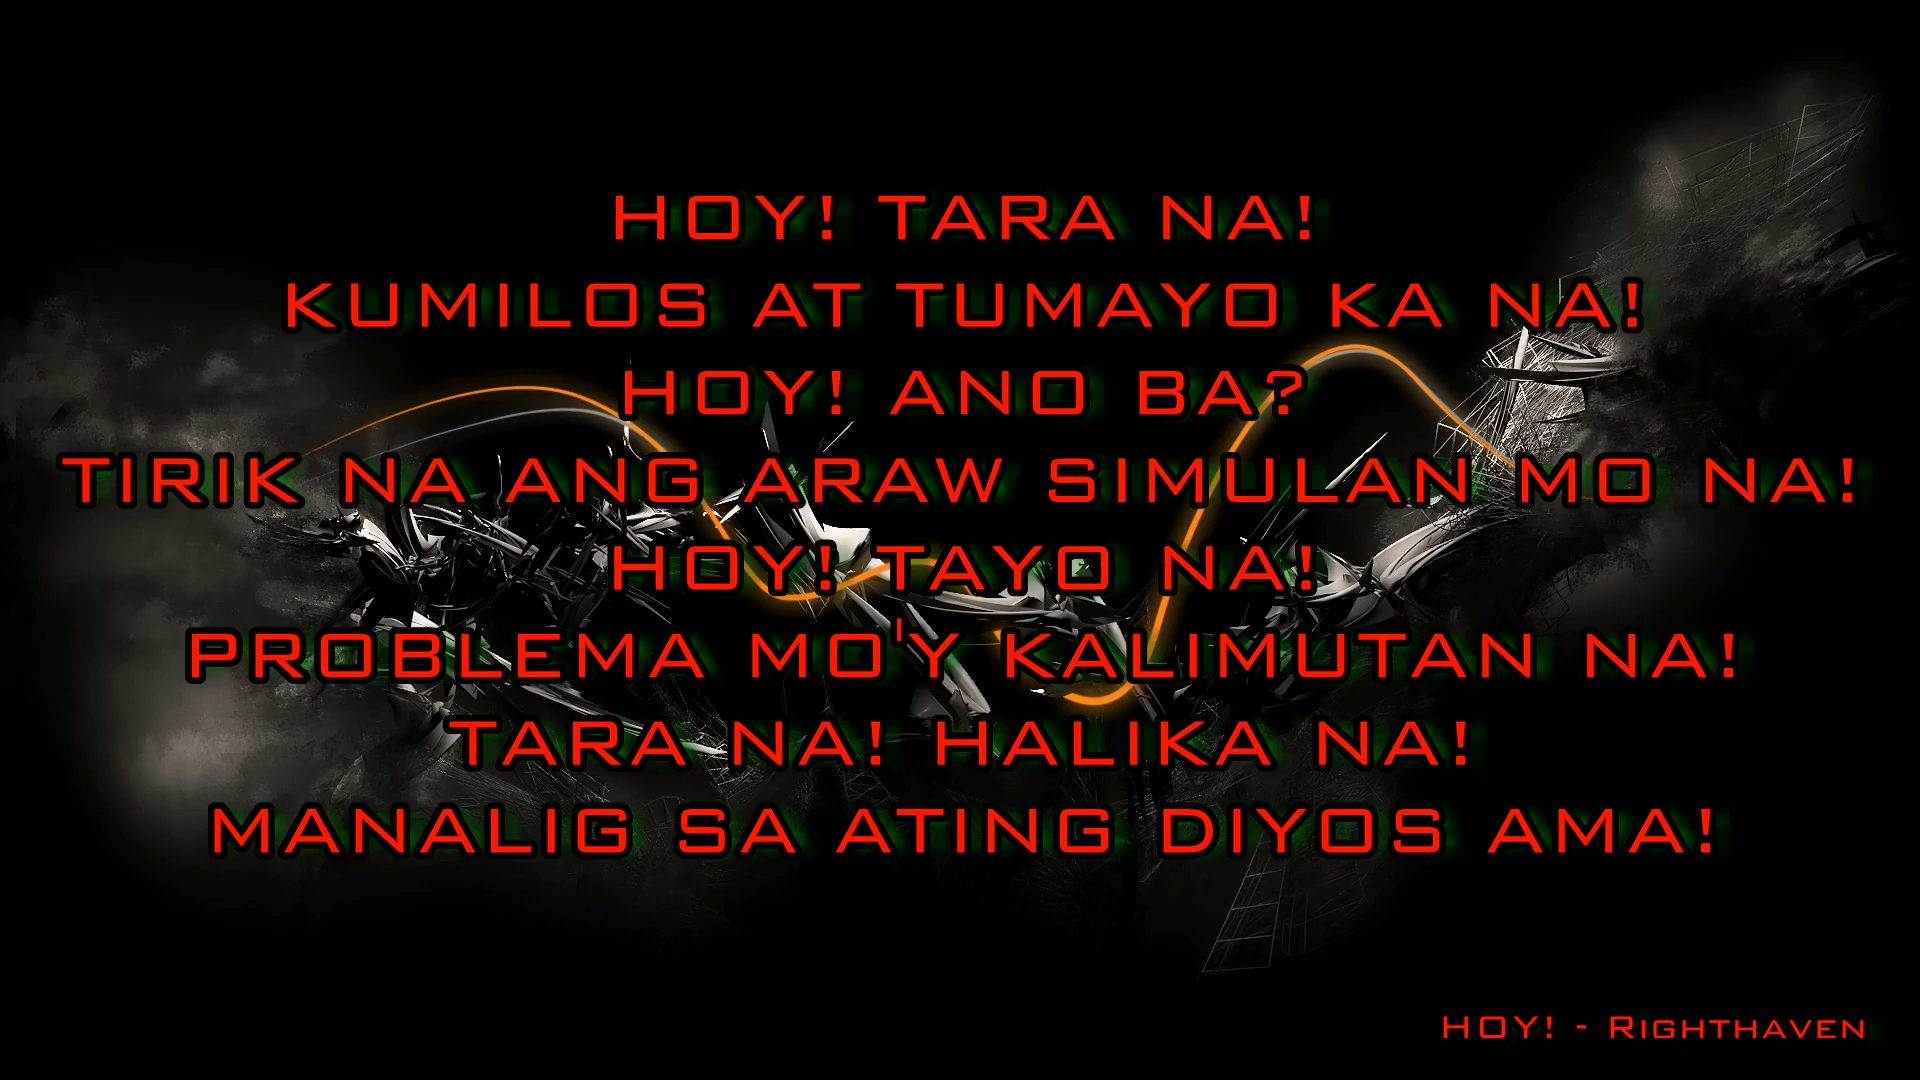 HOY! TARA NA!
KUMILOS AT TUMAYO KA NA!
HOY! ANO BA?
TIRIK NA ANG ARAW SIMULAN MO NA!
HOY! TAYO NA!
PROBLEMA MO'Y KALIMUTAN NA!
TARA NA! HALIKA NA!
MANALIG SA ATING DIYOS AMA!
HOY! - Righthaven